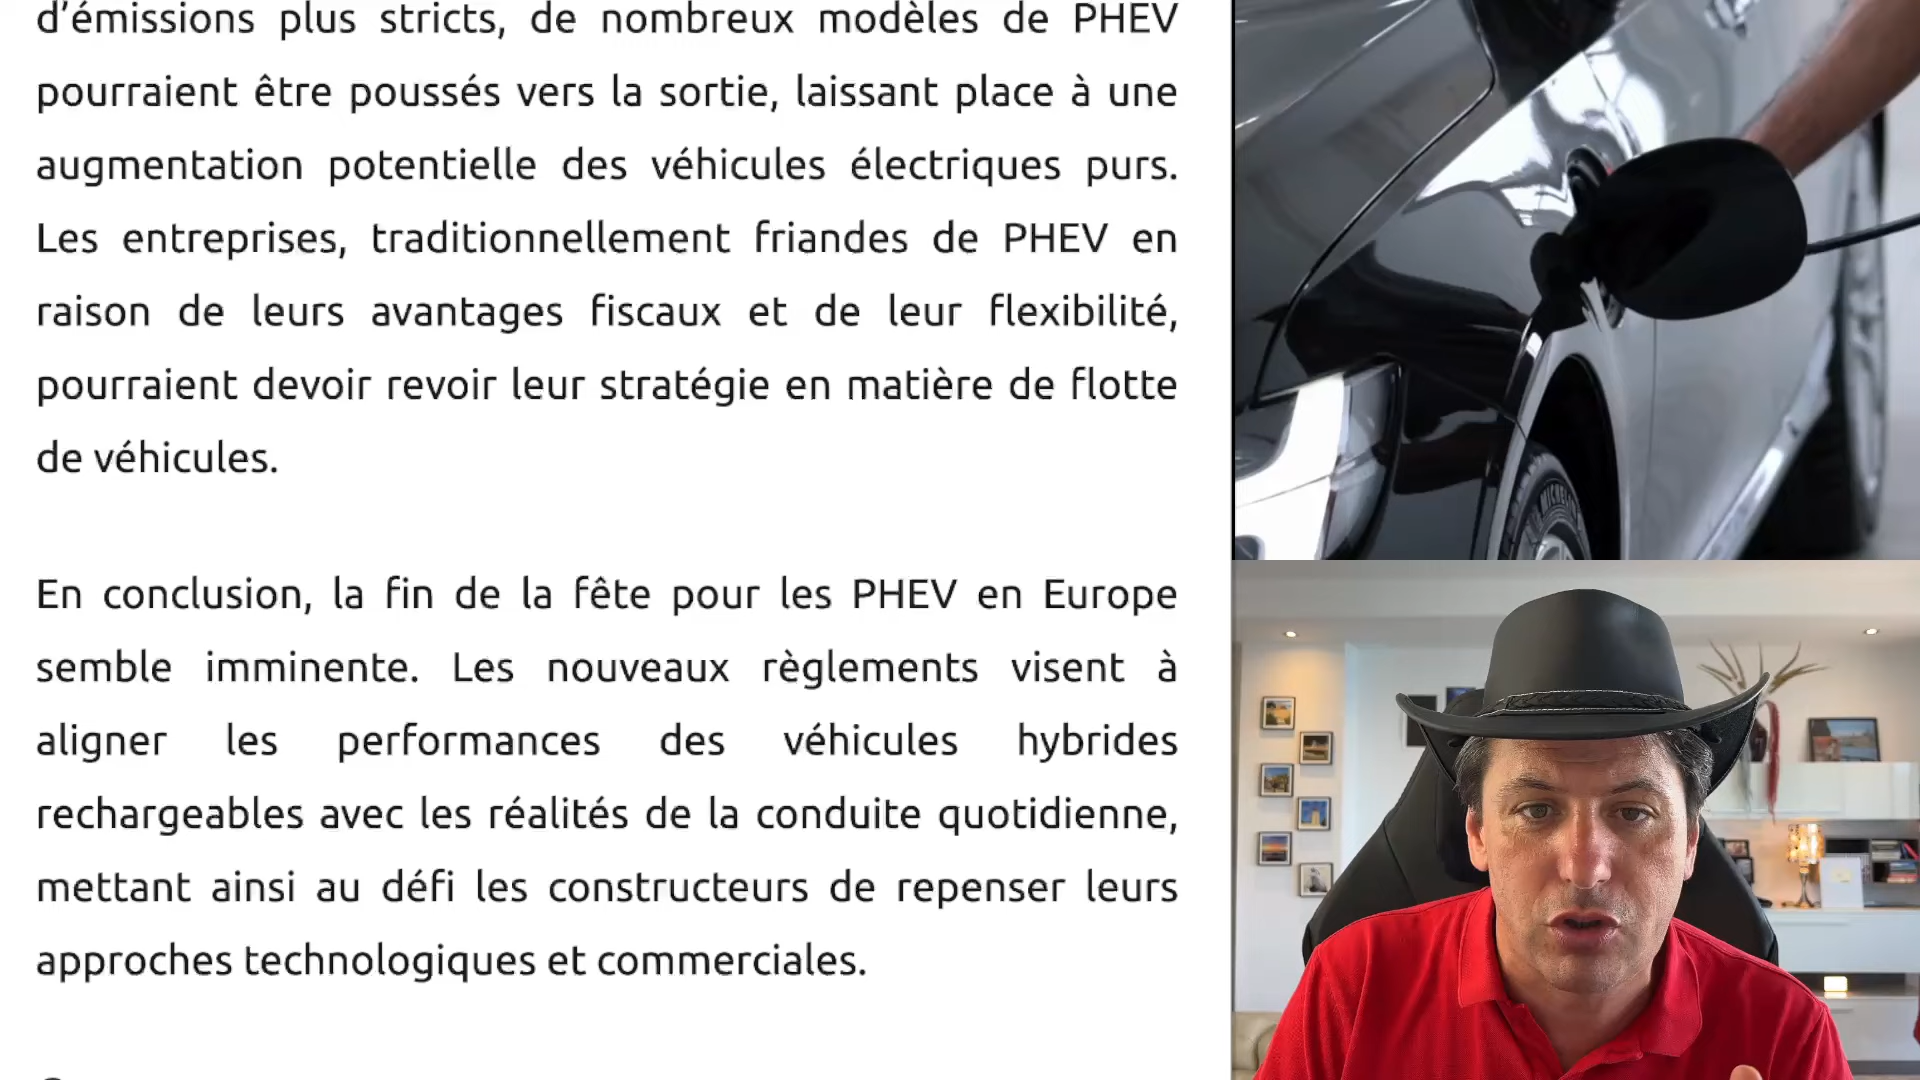 d’émissions plus stricts, de nombreux modèles de PHEV
pourraient être poussés vers la sortie, laissant place à une
augmentation potentielle des véhicules électriques purs.
Les entreprises, traditionnellement friandes de PHEV en
raison de leurs avantages fiscaux et de leur flexibilité,
pourraient devoir revoir leur stratégie en matière de flotte
de véhicules.
En conclusion, la fin de la fête pour les PHEV en Europe
semble imminente. Les nouveaux règlements visent à
aligner les performances des véhicules hybrides
rechargeables avec les réalités de la conduite quotidienne,
mettant ainsi au défi les constructeurs de repenser leurs
approches technologiques et commerciales.
MICHELIN